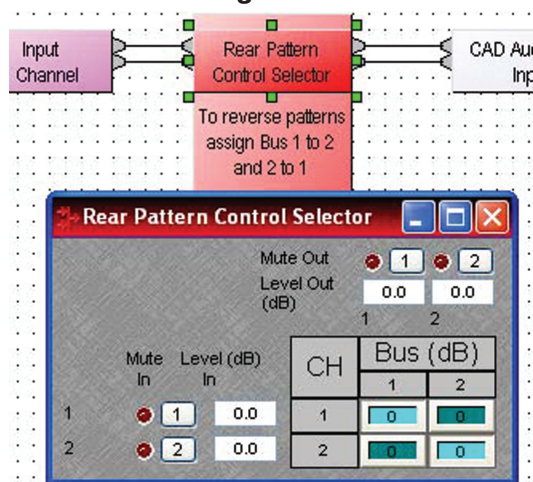 Input
Channel
Rear Pattern
Control Selector
CAD Au
Inp
To reverse patterns
assign Bus 1 to 2
and 2 to 1
Rear Pattern Control Selector
Mute Out 1 2
Level Out
(dB) 0.0 0.0
1 2
Mute Level (dB)
In In
CH Bus (dB)
1 2
1 1 0.0 1 0 0
2 2 0.0 2 0 0